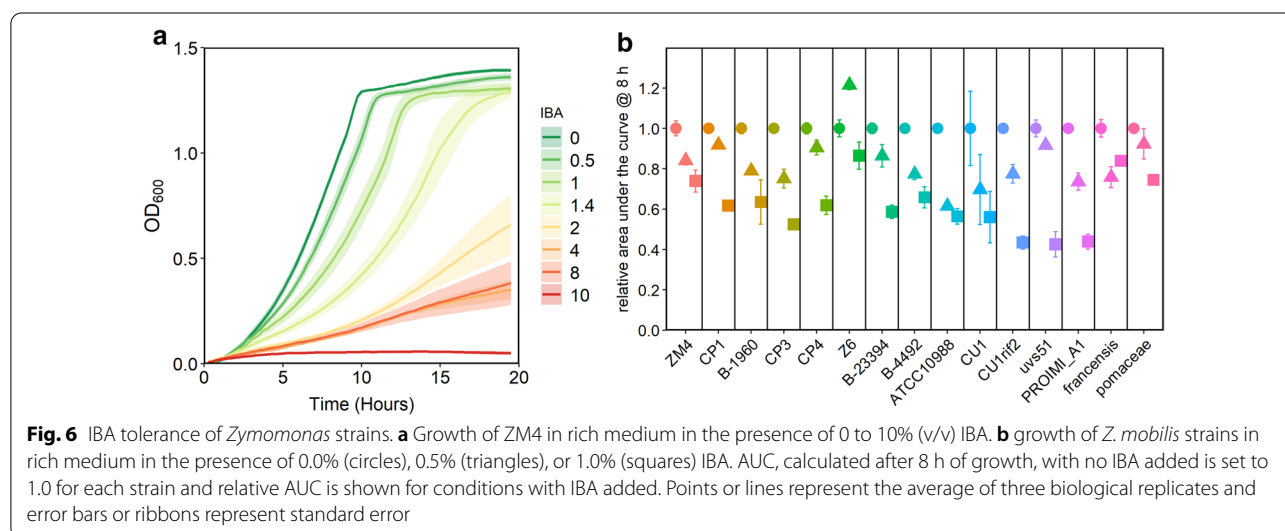 a
1.5
1.0
0.5
0.0
OD600
0
5
10
15
20
Time (Hours)
IBA
0
0.5
1
1.4
2
4
8
10
b
relative area under the curve @ 8 h
1.2
1.0
0.8
0.6
0.4
0.2
0.0
ZM4
CP1
B-1960
CP3
CP4
Z6
B-23394
B-4492
ATCC10988
CU1
CU1rif2
uvs51
PROIMI_A1
francensis
pomaceae
Fig. 6 IBA tolerance of Zymomonas strains. a Growth of ZM4 in rich medium in the presence of 0 to 10% (v/v) IBA. b growth of Z. mobilis strains in
rich medium in the presence of 0.0% (circles), 0.5% (triangles), or 1.0% (squares) IBA. AUC, calculated after 8 h of growth, with no IBA added is set to
1.0 for each strain and relative AUC is shown for conditions with IBA added. Points or lines represent the average of three biological replicates and
error bars or ribbons represent standard error